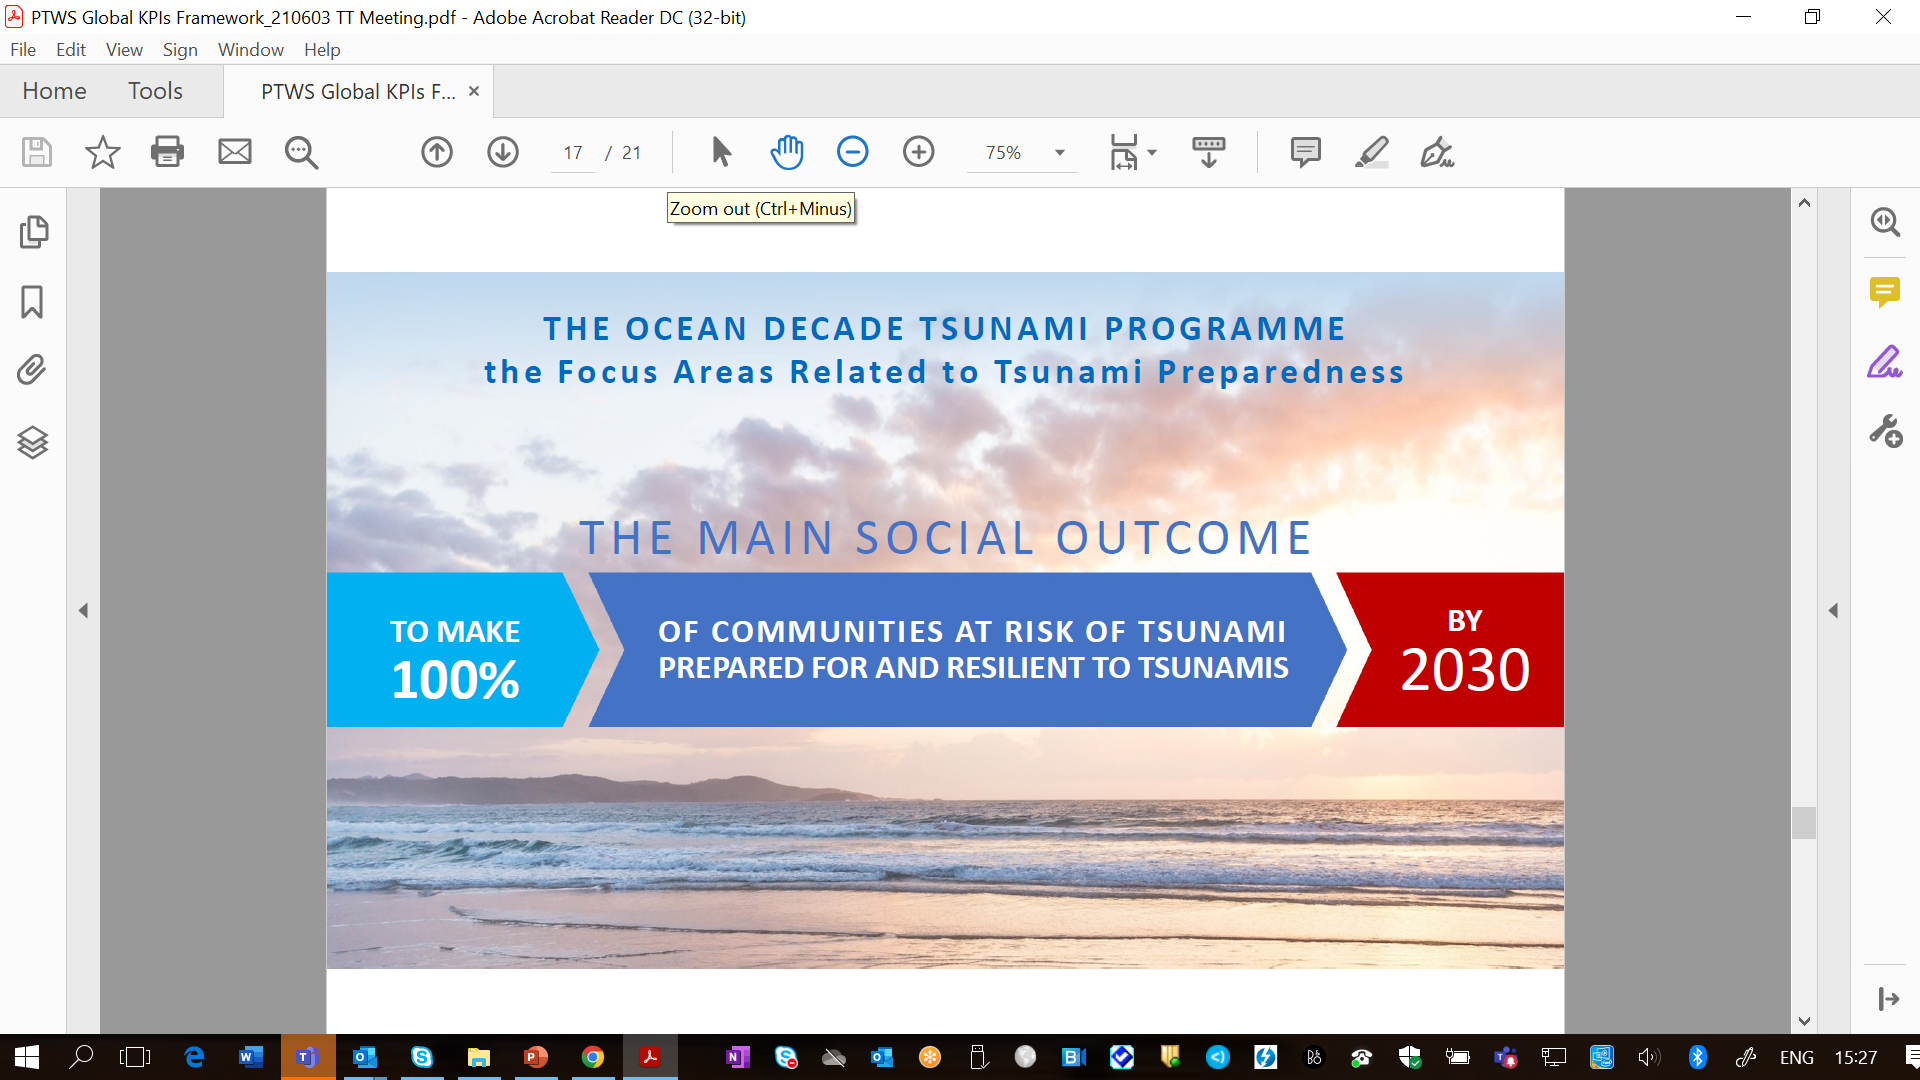 PTWS Global KPIs Framework_210603 TT Meeting.pdf - Adobe Acrobat Reader DC (32-bit)
File Edit View Sign Window Help
Home Tools PTWS Global KPIs F... ×
17 / 21 75%
Zoom out (Ctrl+Minus)
THE OCEAN DECADE TSUNAMI PROGRAMME
the Focus Areas Related to Tsunami Preparedness
THE MAIN SOCIAL OUTCOME
TO MAKE
100%
OF COMMUNITIES AT RISK OF TSUNAMI
PREPARED FOR AND RESILIENT TO TSUNAMIS
BY
2030
ENG 15:27